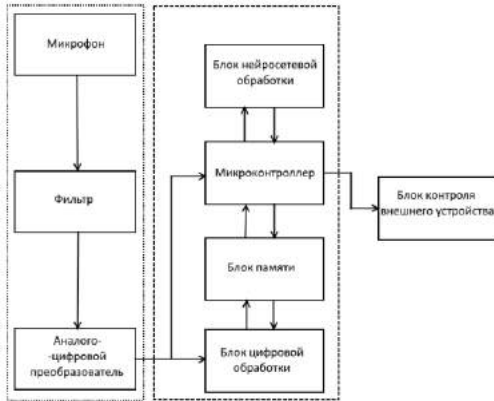 Микрофон
Фильтр
Аналого-
-цифровой
преобразователь
Блок нейросетевой
обработки
Микроконтроллер
Блок памяти
Блок цифровой
обработки
Блок контроля
внешнего устройства